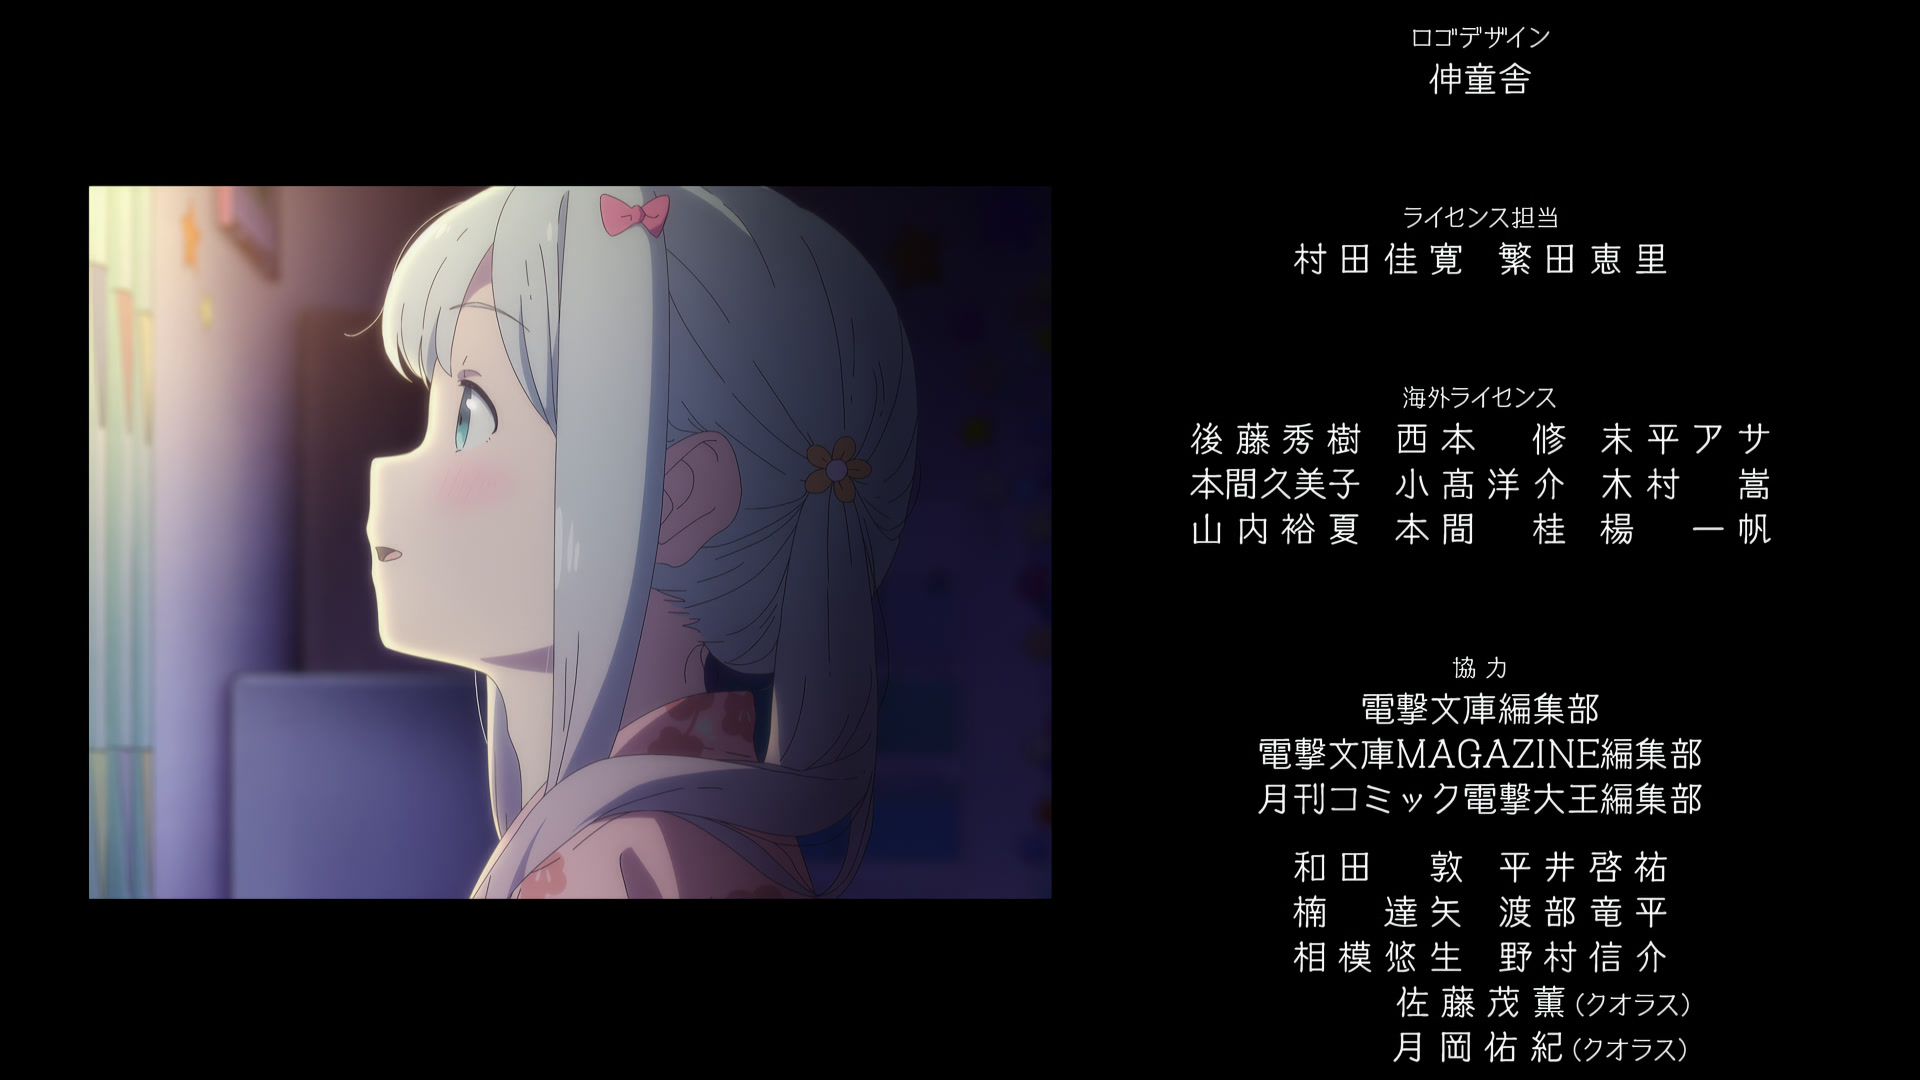 ロゴデザイン
伸童舎
ライセンス担当
村田佳寛 繁田恵里
海外ライセンス
後藤秀樹 西本修 末平アサ
本間久美子 小髙洋介 木村嵩
山内裕夏 本間桂 楊一帆
協力
電撃文庫編集部
電撃文庫MAGAZINE編集部
月刊コミック電撃大王編集部
和田敦 平井啓祐
楠達矢 渡部竜平
相模悠生 野村信介
佐藤茂薫（クオラス）
月岡佑紀（クオラス）